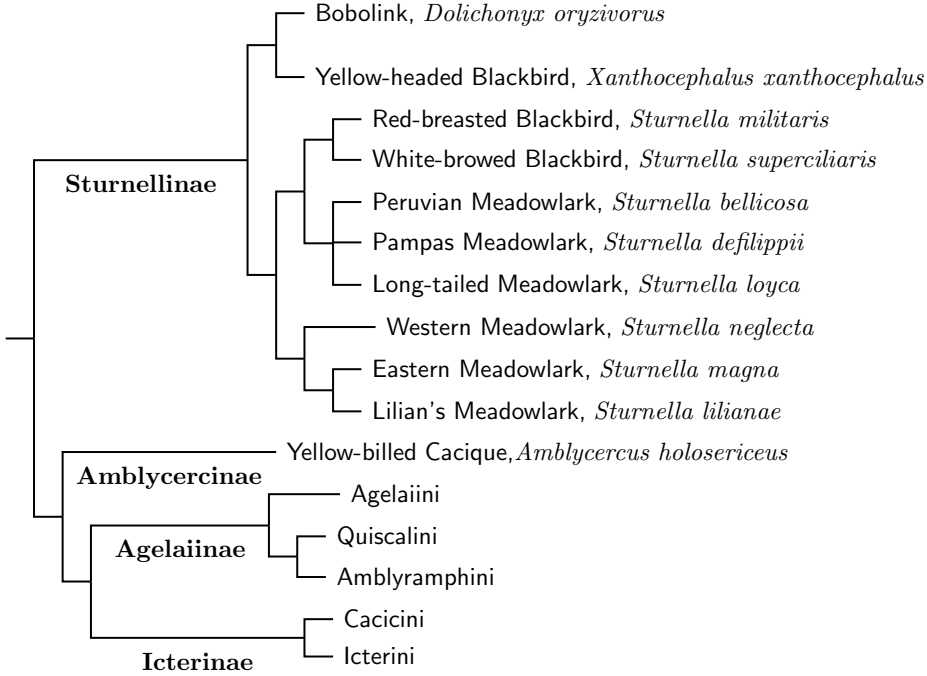 Bobolink, Dolichonyx oryzivorus
Yellow-headed Blackbird, Xanthocephalus xanthocephalus
Red-breasted Blackbird, Sturnella militaris
White-browed Blackbird, Sturnella superciliaris
Sturnellinae
Peruvian Meadowlark, Sturnella bellicosa
Pampas Meadowlark, Sturnella defilippii
Long-tailed Meadowlark, Sturnella loyca
Western Meadowlark, Sturnella neglecta
Eastern Meadowlark, Sturnella magna
Lilian's Meadowlark, Sturnella lilianae
Yellow-billed Cacique,Amblycercus holosericeus
Amblycercinae
Agelaiini
Quiscalini
Agelaiinae
Amblyramphini
Cacicini
Icterini
Icterinae